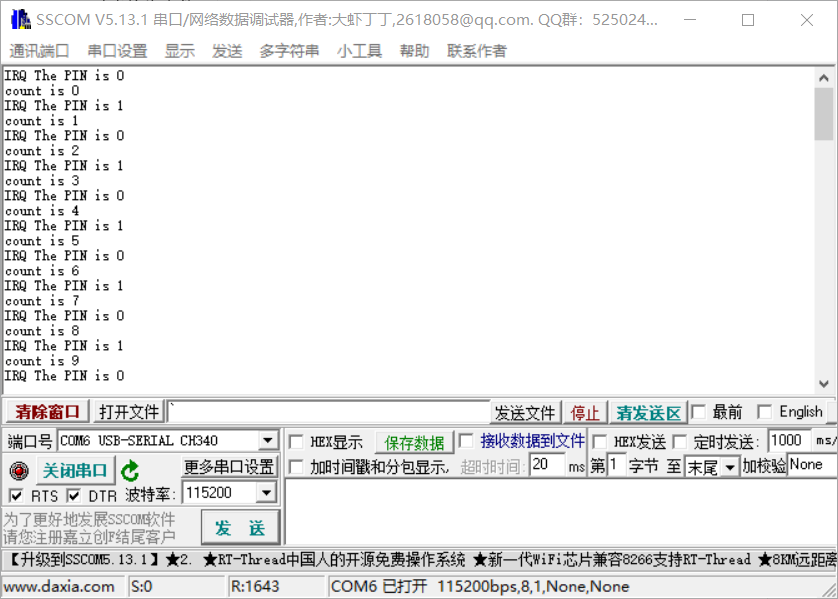 SSCOM V5.13.1 串口/网络数据调试器,作者:大虾丁丁,2618058@qq.com. QQ群：525024...
通讯端口 串口设置 显示 发送 多字符串 小工具 帮助 联系作者
IRQ The PIN is 0
count is 0
IRQ The PIN is 1
count is 1
IRQ The PIN is 0
count is 2
IRQ The PIN is 1
count is 3
IRQ The PIN is 0
count is 4
IRQ The PIN is 1
count is 5
IRQ The PIN is 0
count is 6
IRQ The PIN is 1
count is 7
IRQ The PIN is 0
count is 8
IRQ The PIN is 1
count is 9
IRQ The PIN is 0
清除窗口 打开文件 ` 发送文件 停止 清发送区 最前 English
端口号 COM6 USB-SERIAL CH340 HEX显示 保存数据 接收数据到文件 HEX发送 定时发送: 1000 ms/
关闭串口 更多串口设置 加时间戳和分包显示, 超时时间: 20 ms 第1 字节 至 末尾 加校验 None
RTS DTR 波特率: 115200
为了更好地发展SSCOM软件
请您注册嘉立创F结尾客户
发 送
【升级到SSCOM5.13.1】★2. ★RT-Thread中国人的开源免费操作系统 ★新一代WiFi芯片兼容8266支持RT-Thread ★8KM远距离
www.daxia.com S:0 R:1643 COM6 已打开 115200bps,8,1,None,None